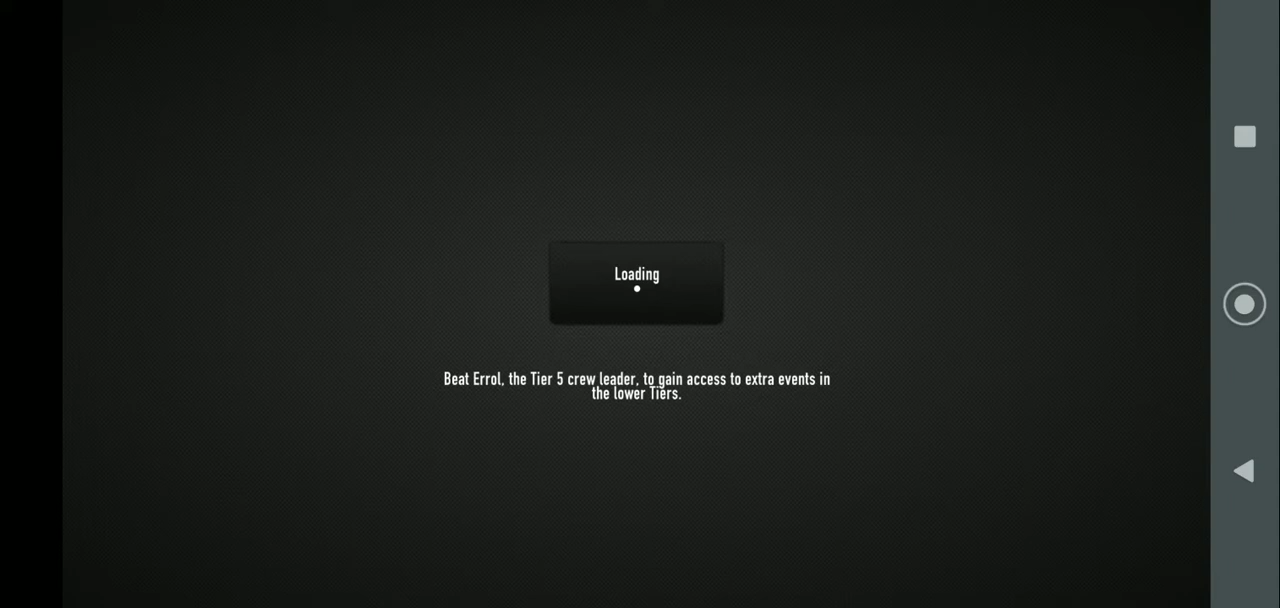 Loading
Beat Errol, the Tier 5 crew leader, to gain access to extra events in
the lower Tiers.